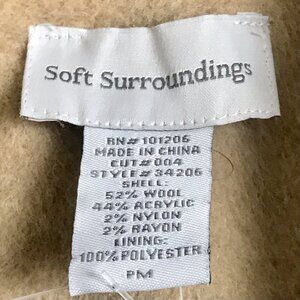 Soft Surroundings
RN# 101206
MADE IN CHINA
CUT# 004
STYLE# 34206
SHELL:
52% WOOL
44% ACRYLIC
2% NYLON
2% RAYON
LINING:
100% POLYESTER
PM